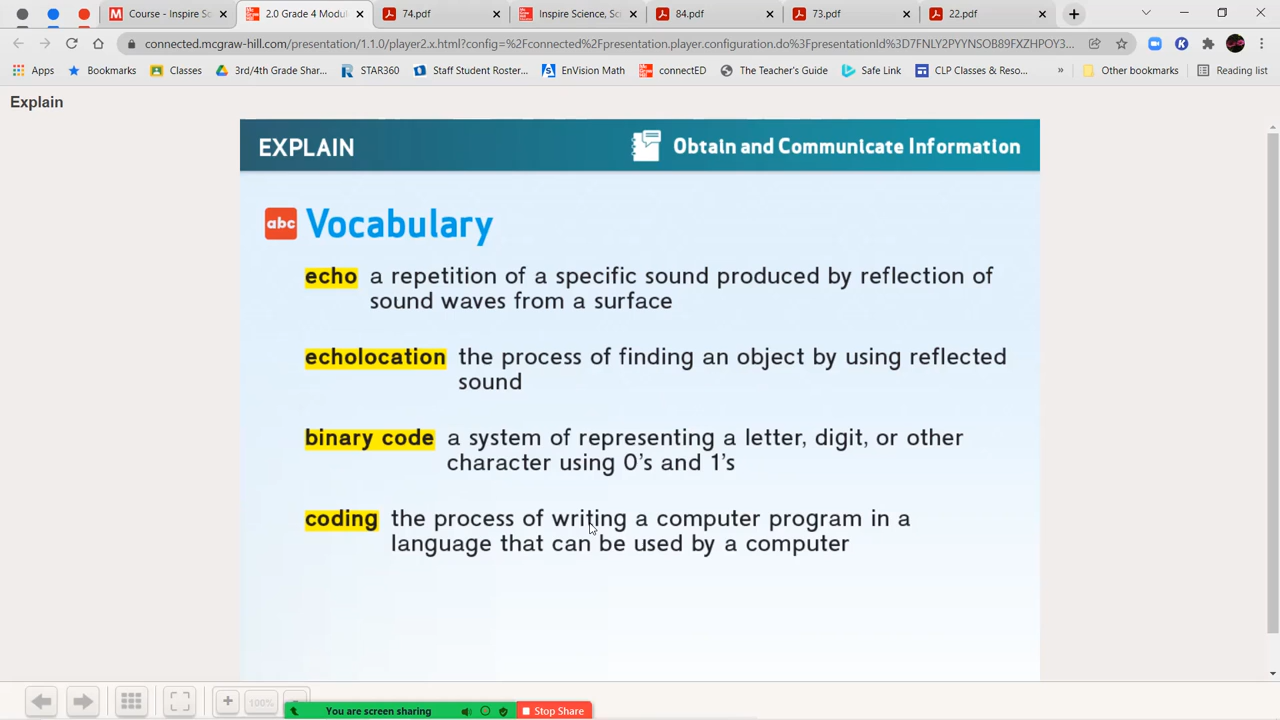 Course - Inspire Sc
2.0 Grade 4 Modul
74.pdf
Inspire Science, Sc
84.pdf
73.pdf
22.pdf
connected.mcgraw-hill.com/presentation/1.1.0/player2.x.html?config=%2Fconnected%2Fpresentation.player.configuration.do%3FpresentationId%3D7FNLY2PYYMGOB89FXZHPOY3...
Apps
Bookmarks
Classes
3rd/4th Grade Shar...
STAR360
Staff Student Roster...
EnVision Math
connectED
The Teacher's Guide
Safe Link
CLP Classes & Reso...
»
Other bookmarks
Reading list
Explain
EXPLAIN
Obtain and Communicate Information
abc Vocabulary
echo a repetition of a specific sound produced by reflection of
sound waves from a surface
echolocation the process of finding an object by using reflected
sound
binary code a system of representing a letter, digit, or other
character using 0's and 1's
coding the process of writing a computer program in a
language that can be used by a computer
100%
You are screen sharing
Stop Share